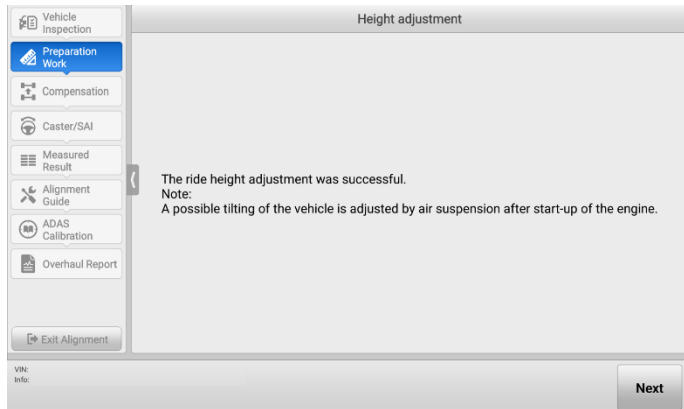 Vehicle
Inspection
Height adjustment
Preparation
Work
Compensation
Caster/SAI
Measured
Result
Alignment
Guide
ADAS
Calibration
Overhaul Report
The ride height adjustment was successful.
Note:
A possible tilting of the vehicle is adjusted by air suspension after start-up of the engine.
Exit Alignment
VIN:
Info:
Next